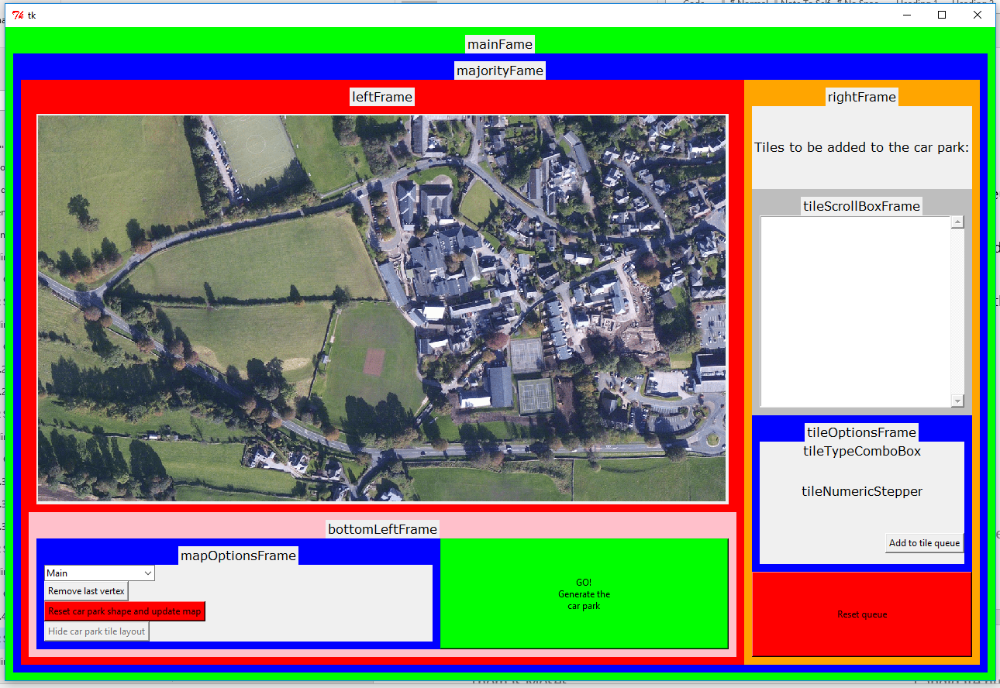 tk
mainFame
majorityFame
leftFrame
rightFrame
Tiles to be added to the car park:
tileScrollBoxFrame
tileOptionsFrame
tileTypeComboBox
tileNumericStepper
Add to tile queue
Reset queue
bottomLeftFrame
mapOptionsFrame
Main
Remove last vertex
Reset car park shape and update map
Hide car park tile layout
GO!
Generate the
car park